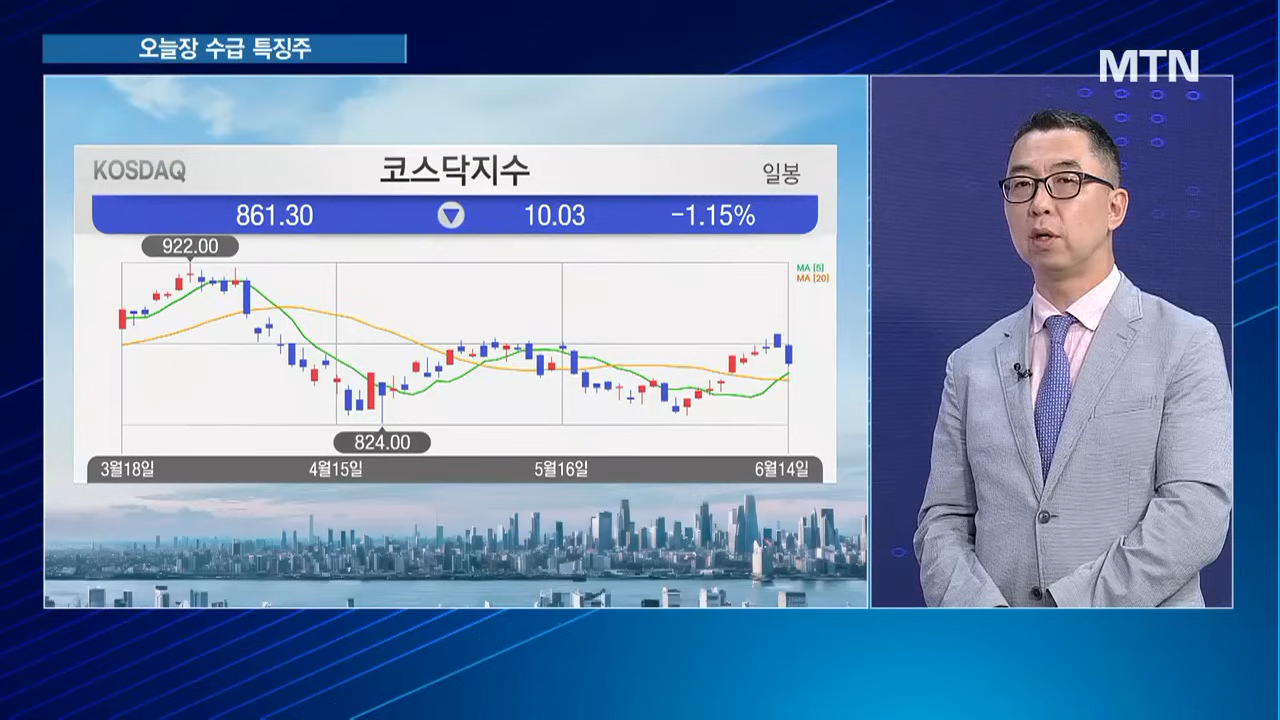 오늘장 수급 특징주
MTN
KOSDAQ 코스닥지수 일봉
861.30 10.03 -1.15%
922.00
MA [5]
MA [20]
824.00
3월18일 4월15일 5월16일 6월14일